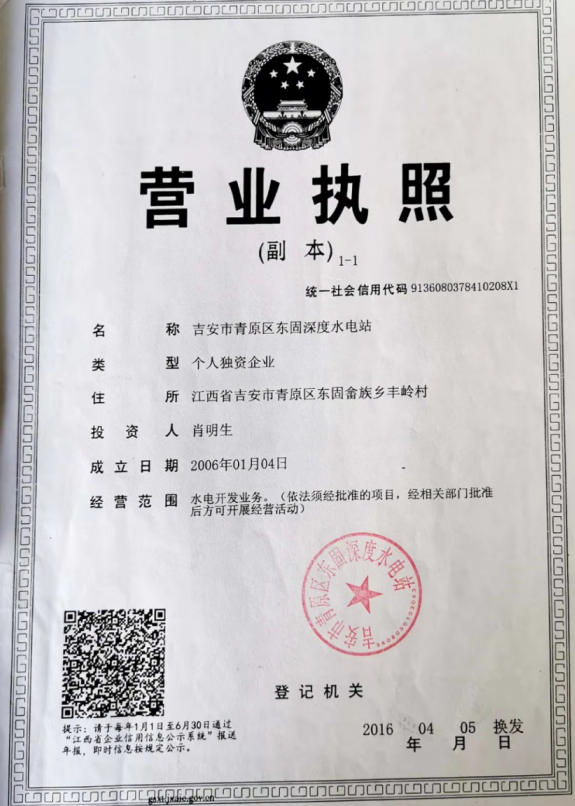 营业执照
(副 本) 1-1
统一社会信用代码 9136080378410208X1
名 称 吉安市青原区东固深度水电站
类 型 个人独资企业
住 所 江西省吉安市青原区东固畲族乡丰岭村
投 资 人 肖明生
成 立 日 期 2006年01月04日
经 营 范 围 水电开发业务。(依法须经批准的项目,经相关部门批准
后方可开展经营活动)
吉安市青原区东固深度水电站
登 记 机 关
提示:请于每年1月1日至6月30日通过
“江西省企业信用信息公示系统”报送
年报,即时信息按规定公示。
2016 04 05 换发
年 月 日